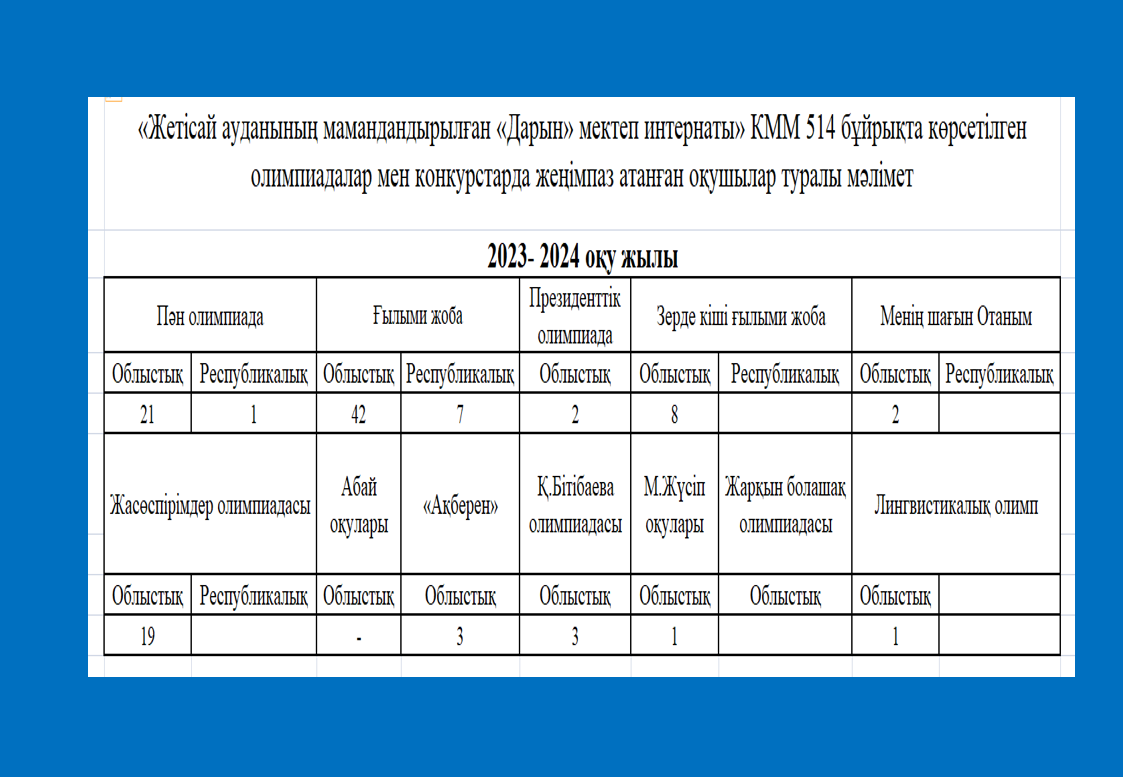 «Жетісай ауданының мамандандырылған «Дарын» мектеп интернаты» КММ 514 бұйрықта көрсетілген
олимпиадалар мен конкурстарда жеңімпаз атанған оқушылар туралы мәлімет
2023- 2024 оқу жылы
Пән олимпиада Ғылыми жоба Президенттік олимпиада Зерде кіші ғылыми жоба Менің шағын Отаным
Облыстық Республикалық Облыстық Республикалық Облыстық Облыстық Республикалық Облыстық Республикалық
21 1 42 7 2 8 2
Жасөспірімдер олимпиадасы Абай оқулары «Ақберен» Қ.Бітібаева олимпиадасы М.Жүсіп оқулары Жарқын болашақ олимпиадасы Лингвистикалық олимп
Облыстық Республикалық Облыстық Облыстық Облыстық Облыстық Облыстық Облыстық
19 - 3 3 1 1